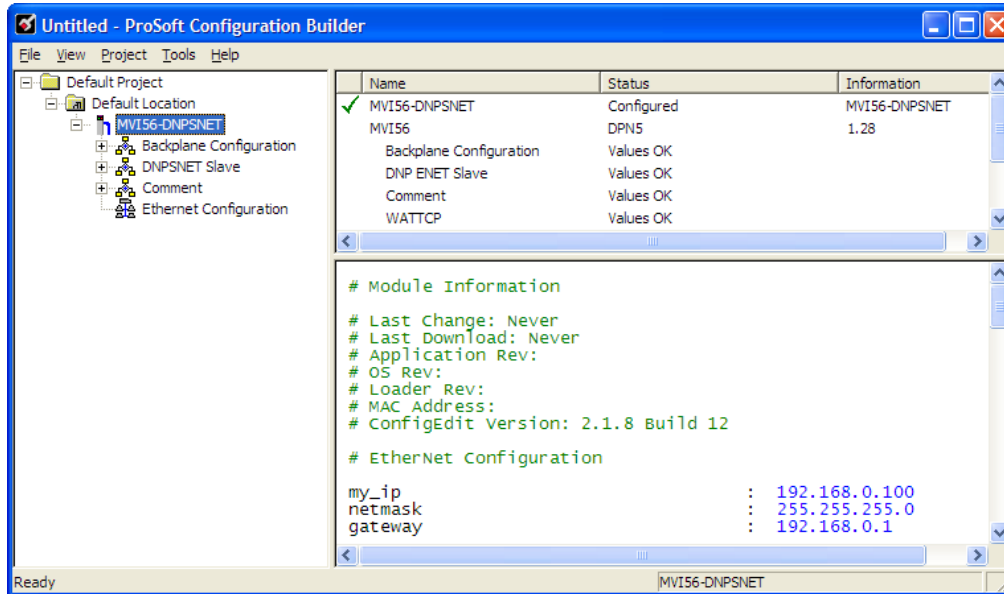 Untitled - ProSoft Configuration Builder
File View Project Tools Help
Default Project
Default Location
MVI56-DNPSNET
Backplane Configuration
DNPSNET Slave
Comment
Ethernet Configuration
Name Status Information
MVI56-DNPSNET Configured MVI56-DNPSNET
MVI56 DPN5 1.28
Backplane Configuration Values OK
DNP ENET Slave Values OK
Comment Values OK
WATTCP Values OK
# Module Information
# Last Change: Never
# Last Download: Never
# Application Rev:
# OS Rev:
# Loader Rev:
# MAC Address:
# ConfigEdit Version: 2.1.8 Build 12
# EtherNet Configuration
my_ip : 192.168.0.100
netmask : 255.255.255.0
gateway : 192.168.0.1
Ready MVI56-DNPSNET